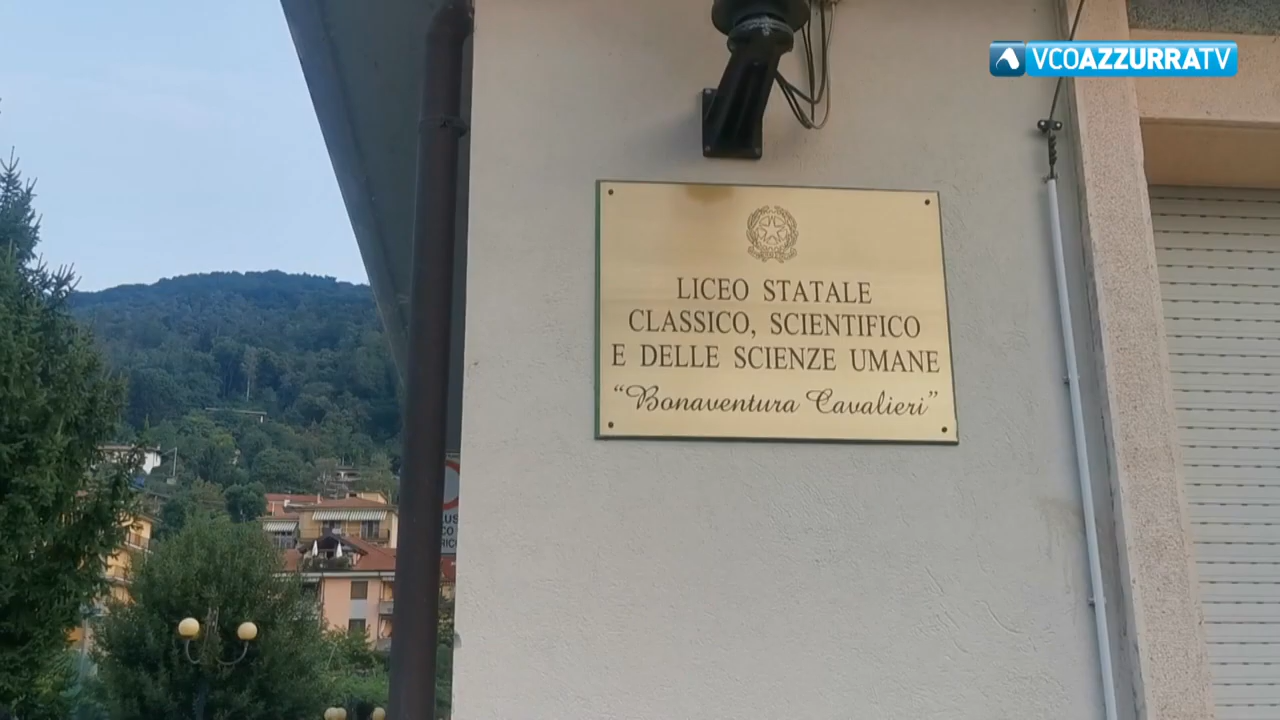 VCOAZZURRATV
LICEO STATALE
CLASSICO, SCIENTIFICO
E DELLE SCIENZE UMANE
“Bonaventura Cavalieri”